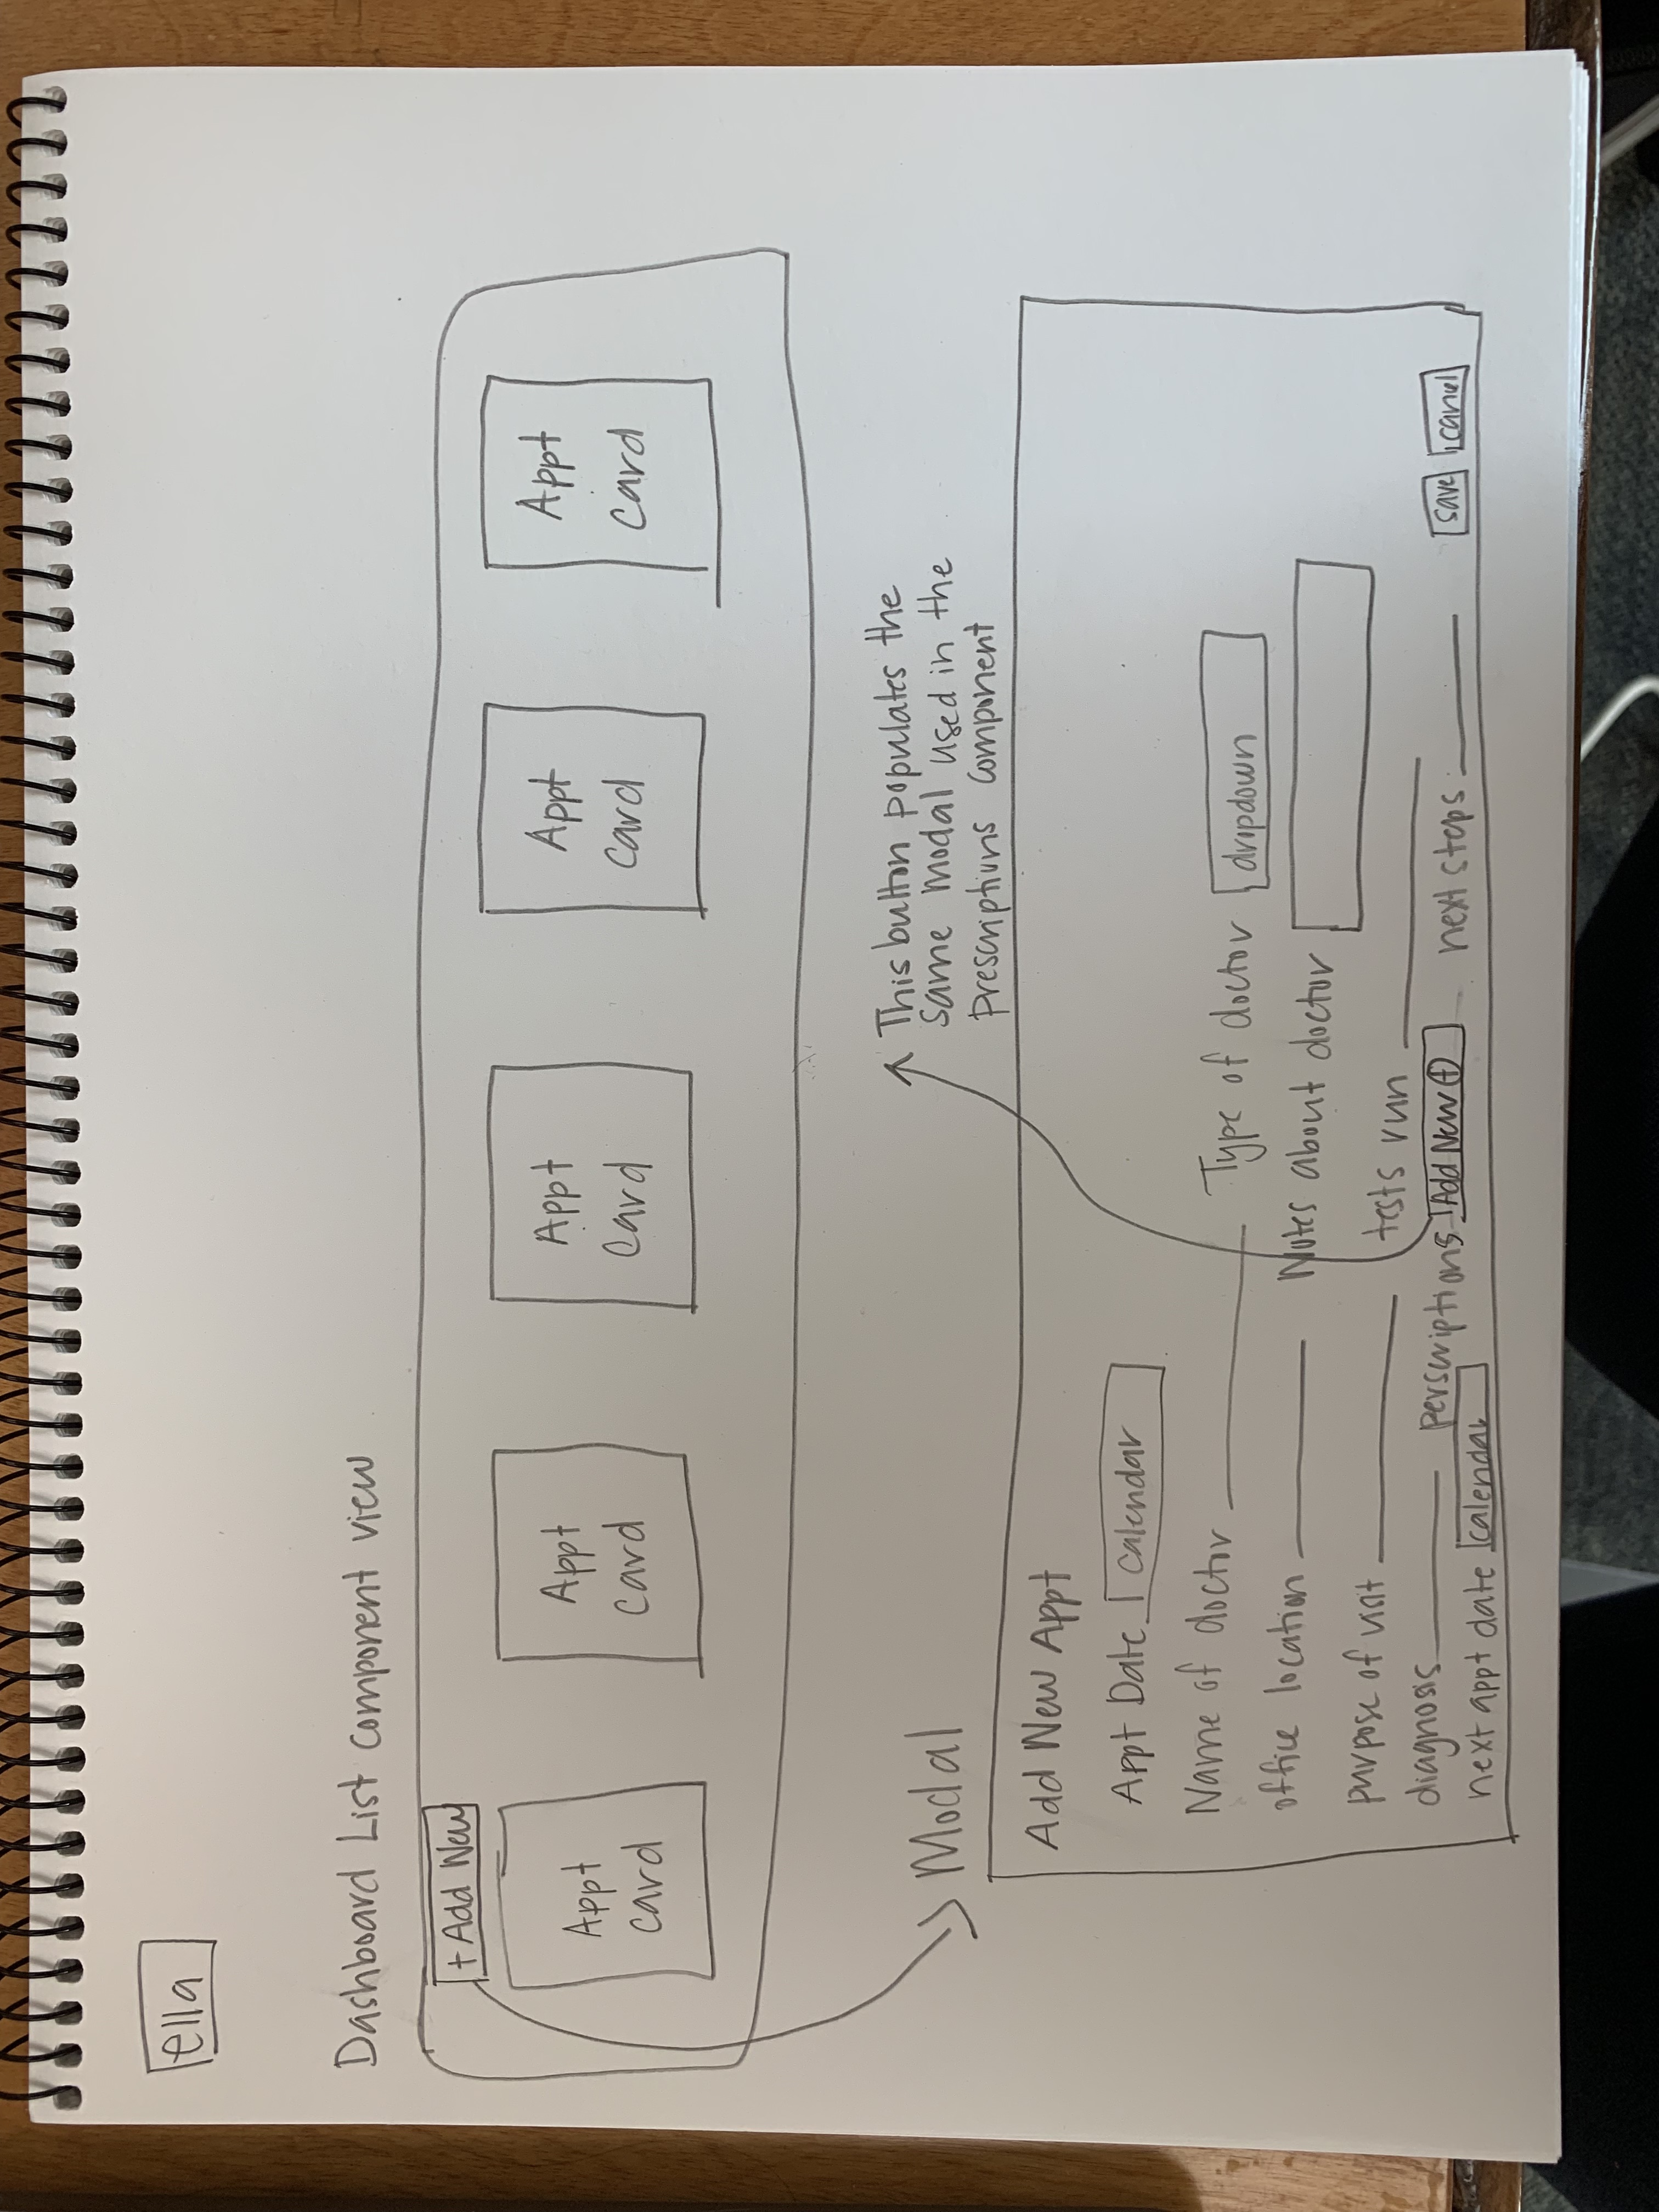 ella
Dashboard List component view
+ Add New
Appt
Card
Appt
Card
Appt
Card
Appt
Card
Appt
Card
Modal
This button populates the
same modal used in the
prescriptions component
Add New Appt
Appt Date calendar
Name of doctor Type of doctor dropdown
office location Notes about doctor
purpose of visit tests run
diagnosis perscriptions Add New + next steps
next appt date calendar
save cancel